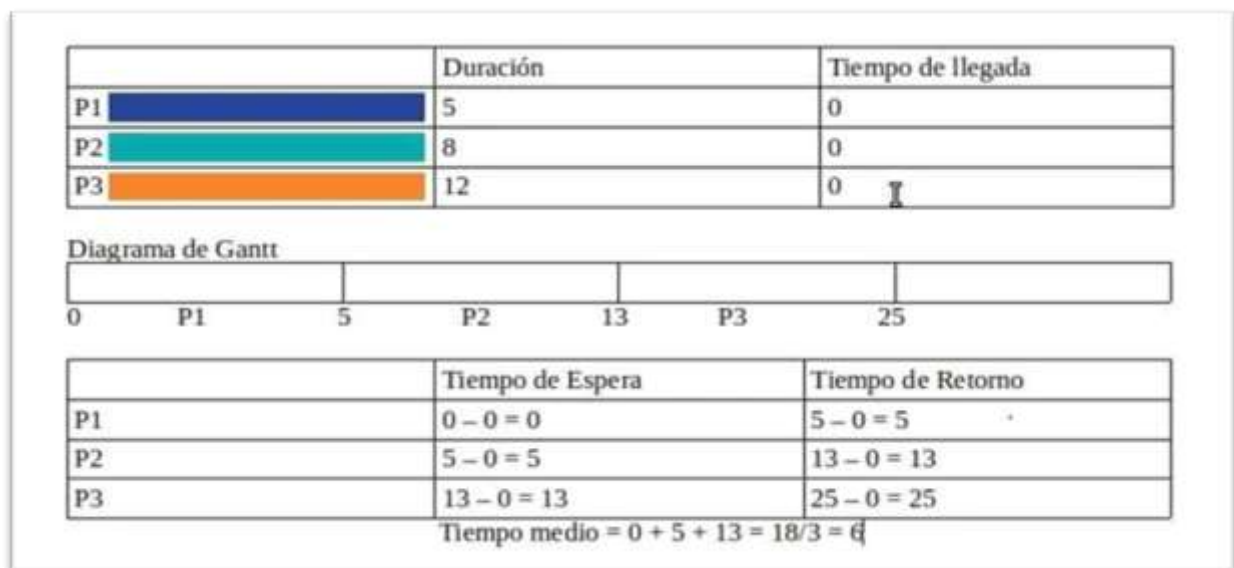 Duración Tiempo de llegada
P1 5 0
P2 8 0
P3 12 0
Diagrama de Gantt
0 P1 5 P2 13 P3 25
Tiempo de Espera Tiempo de Retorno
P1 0 – 0 = 0 5 – 0 = 5
P2 5 – 0 = 5 13 – 0 = 13
P3 13 – 0 = 13 25 – 0 = 25
Tiempo medio = 0 + 5 + 13 = 18/3 = 6